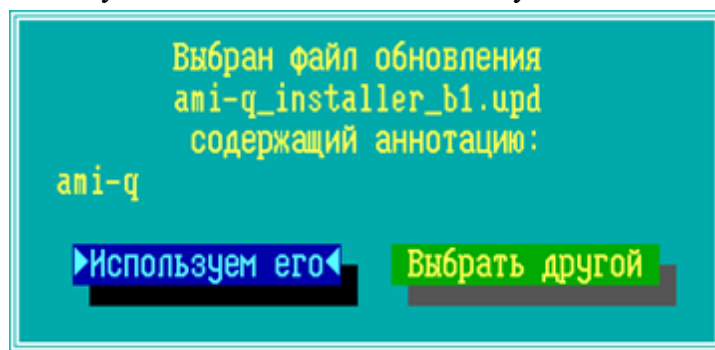 Выбран файл обновления
ami-q_installer_b1.upd
содержащий аннотацию:
ami-q
Используем его Выбрать другой